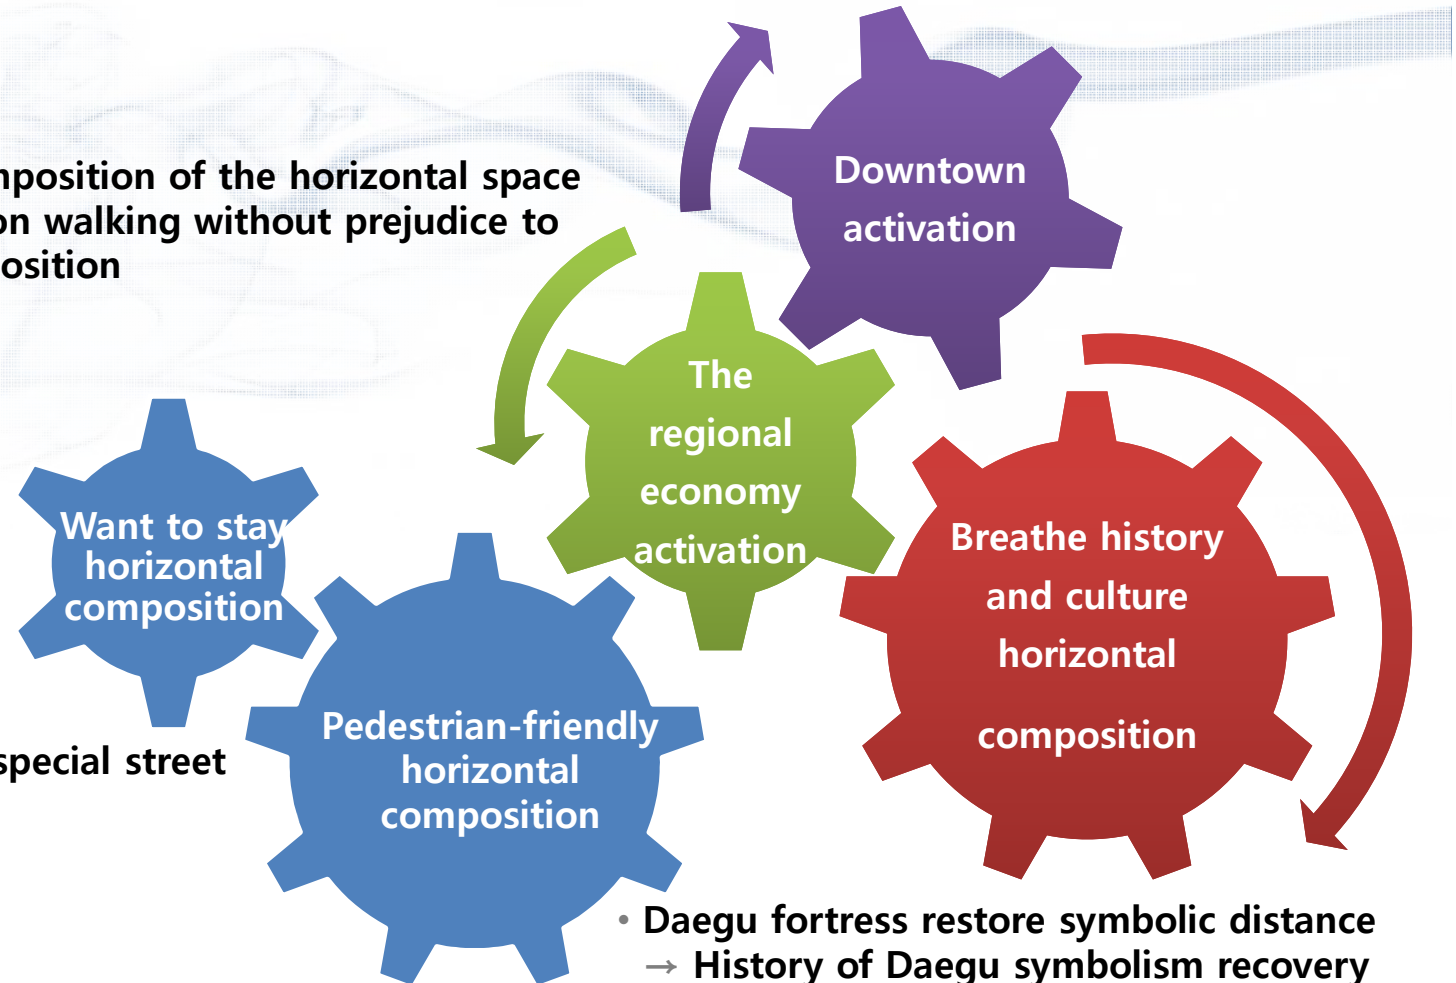 Downtown
activation
of the horizontal space
on walking without prejudice to
The
regional
economy
activation
Want to stay
horizontal
composition
Breathe history
and culture
horizontal
composition
Pedestrian-friendly
horizontal
composition
special street
• Daegu fortress restore symbolic distance
→ History of Daegu symbolism recovery